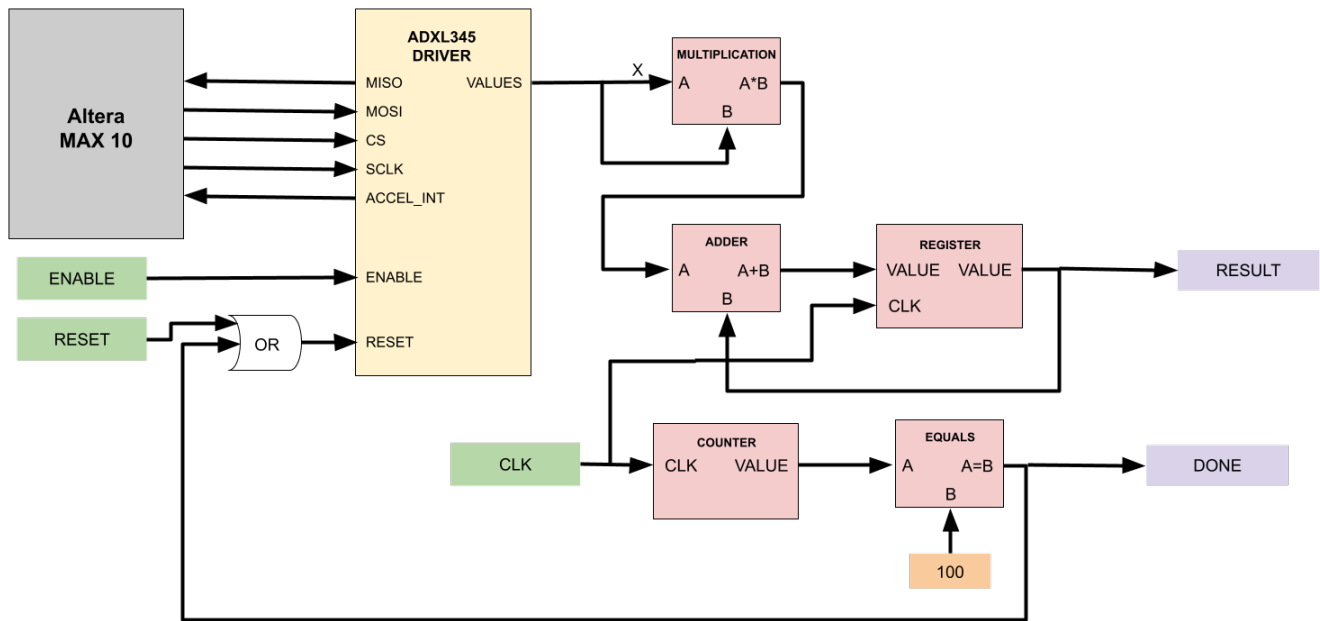 Altera
MAX 10
ADXL345
DRIVER
MISO
VALUES
MOSI
CS
SCLK
ACCEL_INT
ENABLE
RESET
X
MULTIPLICATION
A
A*B
B
ADDER
A
A+B
B
REGISTER
VALUE
VALUE
CLK
RESULT
ENABLE
RESET
OR
CLK
COUNTER
CLK
VALUE
EQUALS
A
A=B
B
DONE
100